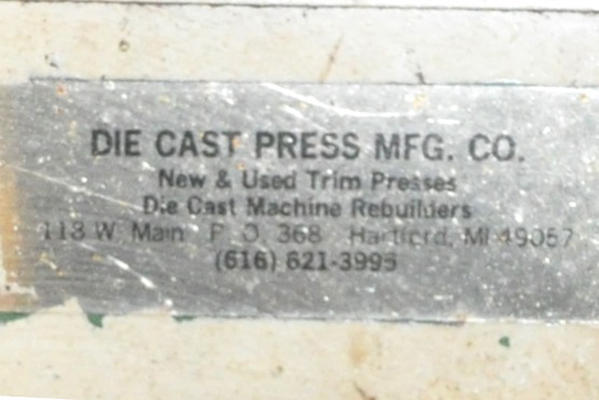 DIE CAST PRESS MFG. CO.
New & Used Trim Presses
Die Cast Machine Rebuilders
113 W. Main P. O. 368 Hartford, MI 49057
(616) 621-3995